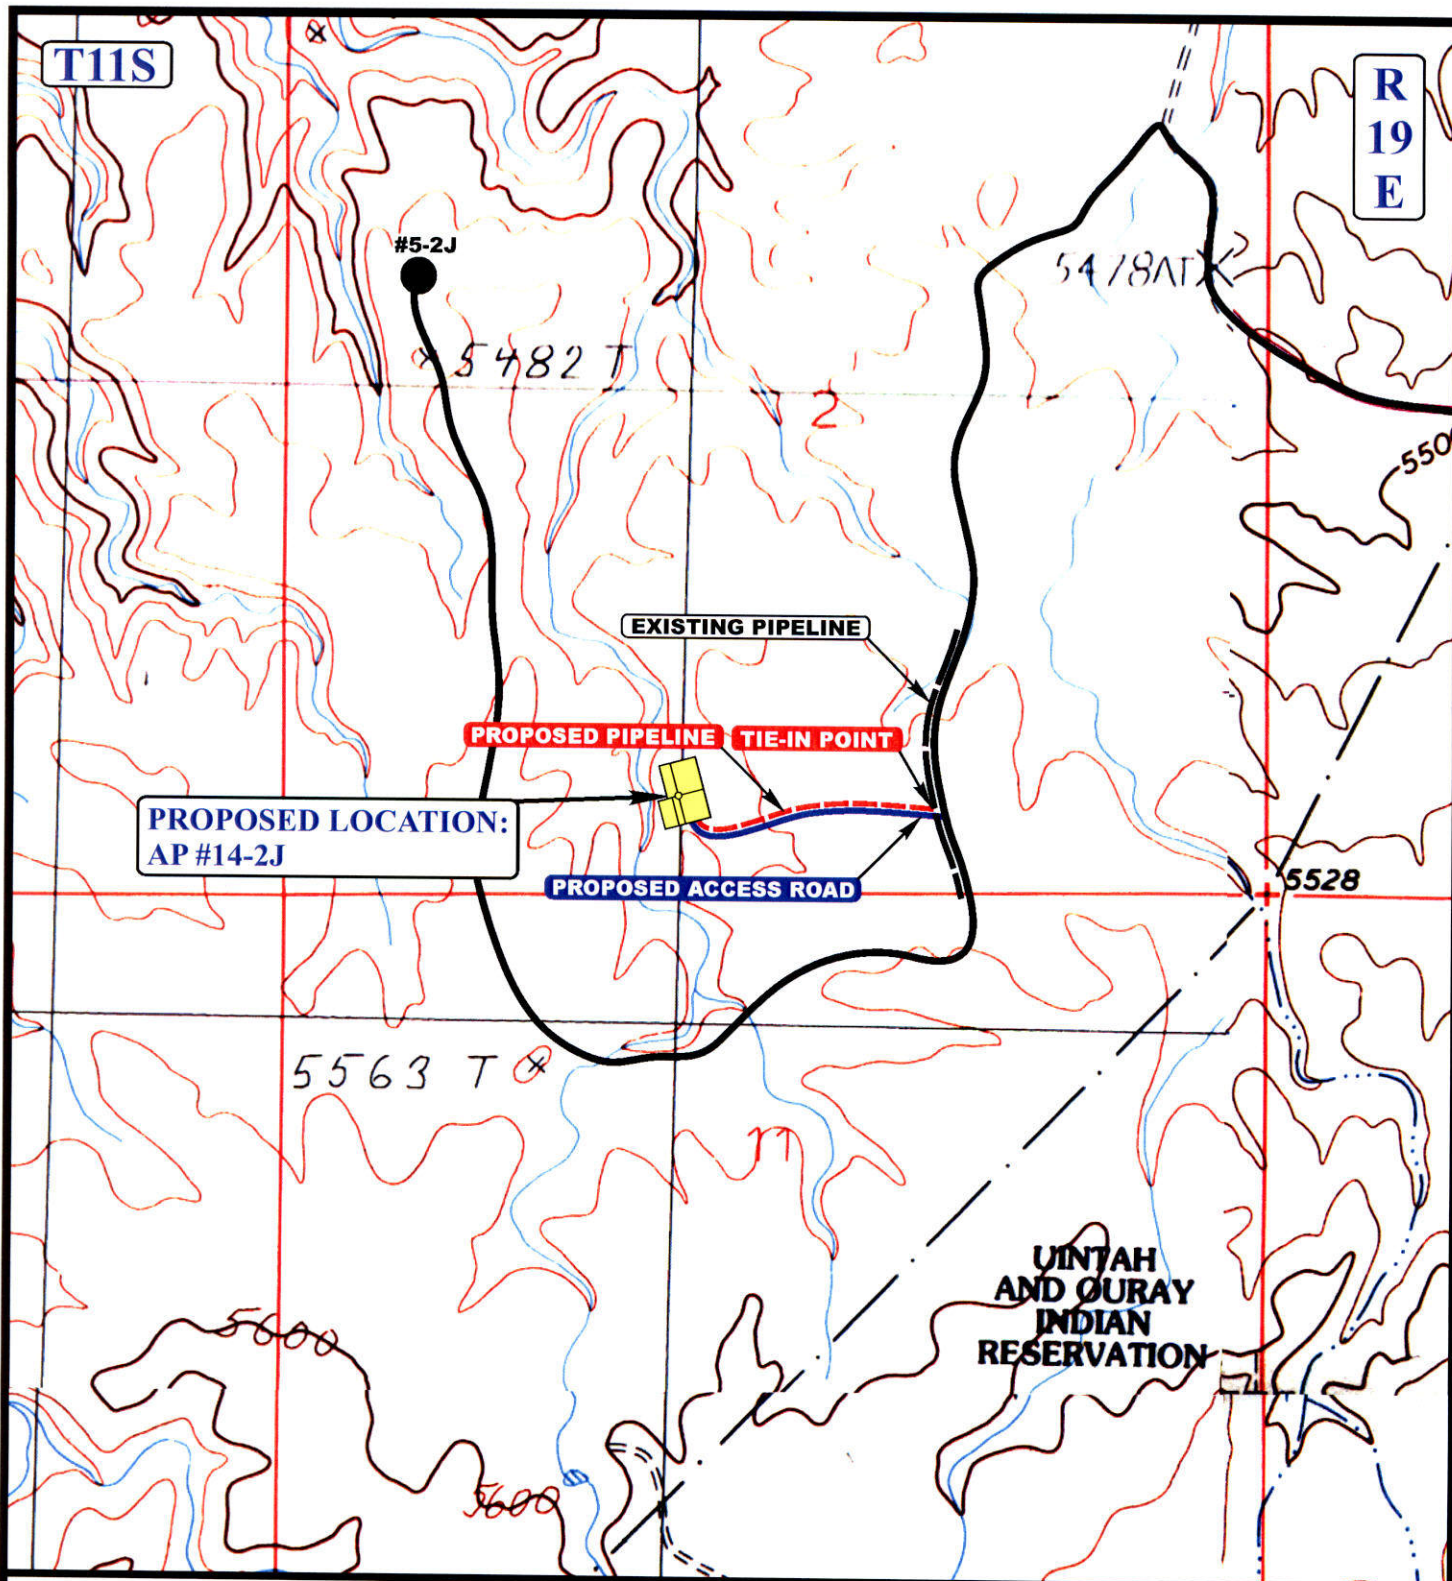 T11S
R
19
E
#5-2J
5482 T
2
550
EXISTING PIPELINE
PROPOSED PIPELINE
TIE-IN POINT
PROPOSED LOCATION:
AP #14-2J
PROPOSED ACCESS ROAD
5528
5563 T
11
UINTAH
AND OURAY
INDIAN
RESERVATION
5600
5600